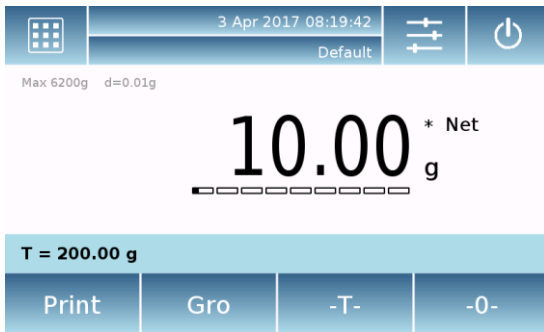 3 Apr 2017 08:19:42
Default
Max 6200g d=0.01g
10.00 * Net
g
T = 200.00 g
Print Gro -T- -0-